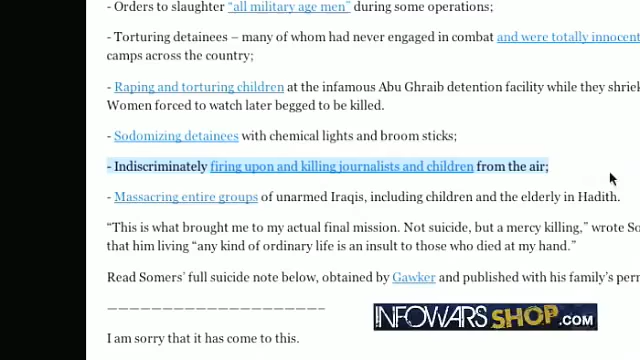 - Orders to slaughter “all military age men” during some operations;
- Torturing detainees – many of whom had never engaged in combat and were totally innocent
camps across the country;
- Raping and torturing children at the infamous Abu Ghraib detention facility while they shriek
Women forced to watch later begged to be killed.
- Sodomizing detainees with chemical lights and broom sticks;
- Indiscriminately firing upon and killing journalists and children from the air;
- Massacring entire groups of unarmed Iraqis, including children and the elderly in Hadith.
“This is what brought me to my actual final mission. Not suicide, but a mercy killing,” wrote So
that him living “any kind of ordinary life is an insult to those who died at my hand.”
Read Somers’ full suicide note below, obtained by Gawker and published with his family’s per
————————————————————–
INFOWARS SHOP.COM
I am sorry that it has come to this.